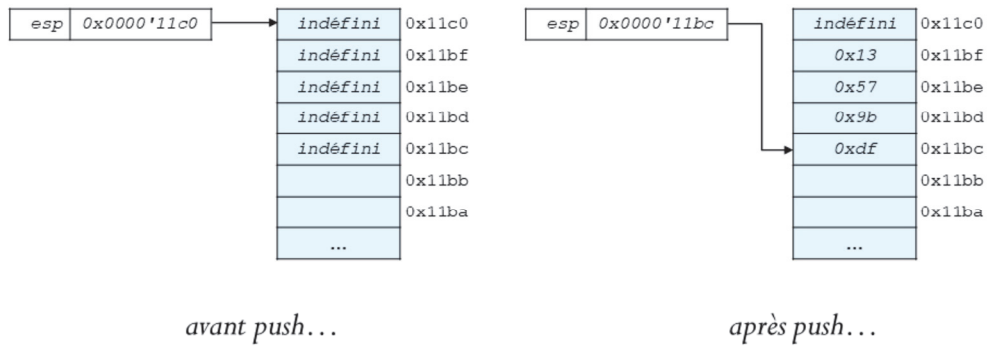 esp 0x0000'11c0 indéfini 0x11c0 esp 0x0000'11bc indéfini 0x11c0
indéfini 0x11bf 0x13 0x11bf
indéfini 0x11be 0x57 0x11be
indéfini 0x11bd 0x9b 0x11bd
indéfini 0x11bc 0xdf 0x11bc
0x11bb 0x11bb
0x11ba 0x11ba
... ...
avant push... après push...